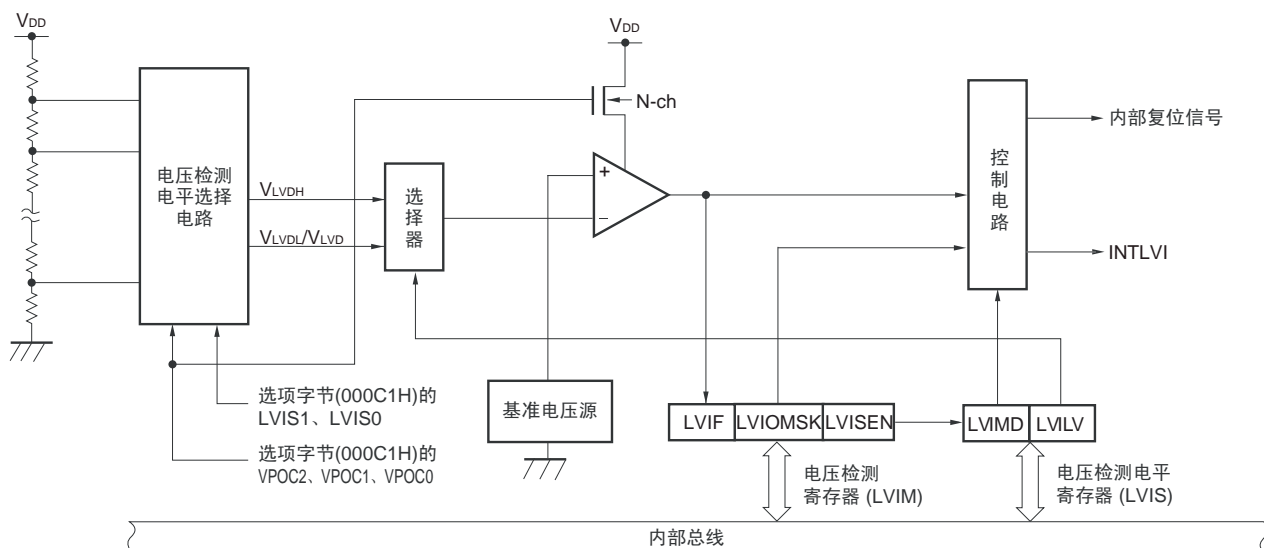 VDD
VDD
N-ch
电压检测
电平选择
电路
VLVDH
VLVDL/VLVD
选择器
+
−
控制电路
内部复位信号
INTLVI
选项字节(000C1H)的
LVIS1、LVIS0
选项字节(000C1H)的
VPOC2、VPOC1、VPOC0
基准电压源
LVIF LVIOMSK LVISEN
LVIMD LVILV
电压检测
寄存器 (LVIM)
电压检测电平
寄存器 (LVIS)
内部总线